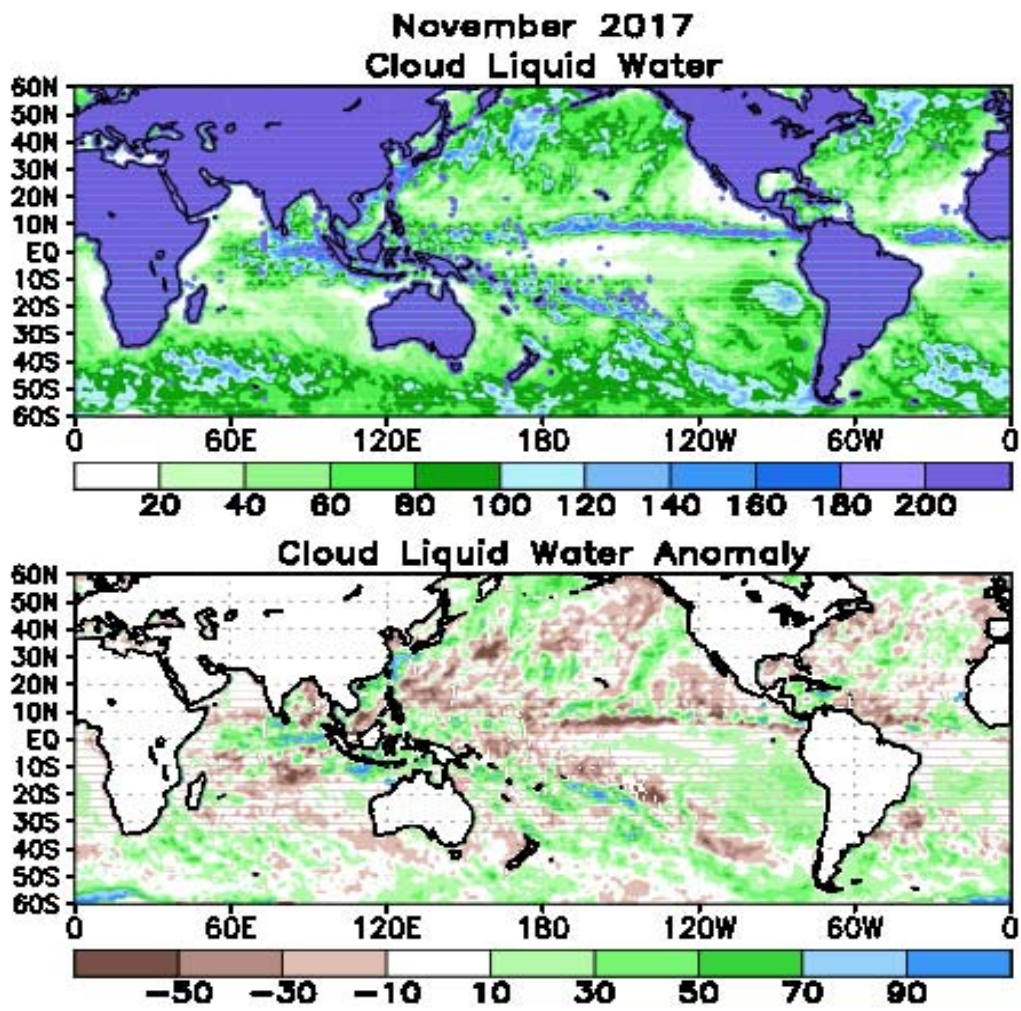 November 2017
Cloud Liquid Water
60N
50N
40N
30N
20N
10N
EQ
10S
20S
30S
40S
50S
60S
0 60E 120E 180 120W 60W 0
20 40 60 80 100 120 140 160 180 200
Cloud Liquid Water Anomaly
60N
50N
40N
30N
20N
10N
EQ
10S
20S
30S
40S
50S
60S
0 60E 120E 180 120W 60W 0
−50 −30 −10 10 30 50 70 90